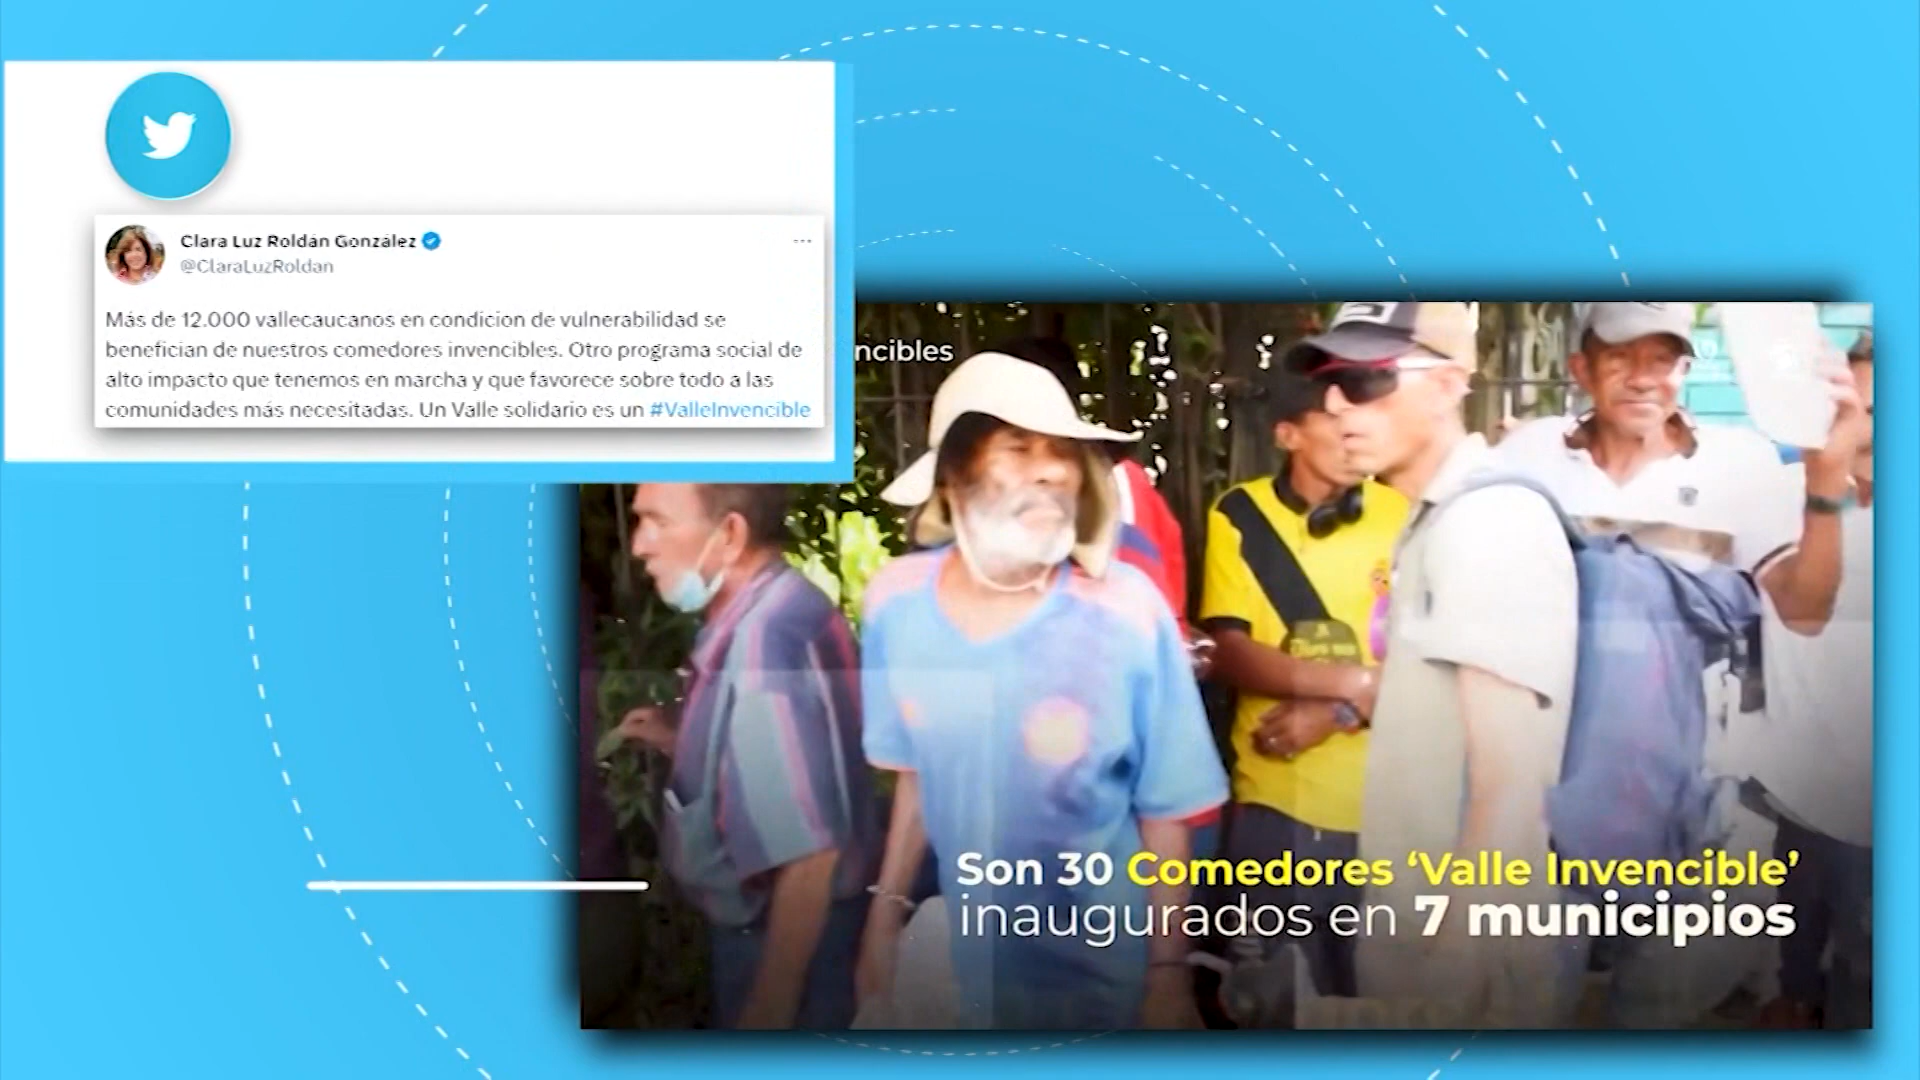 Clara Luz Roldán González
@ClaraLuzRoldan
Más de 12.000 vallecaucanos en condicion de vulnerabilidad se
benefician de nuestros comedores invencibles. Otro programa social de
alto impacto que tenemos en marcha y que favorece sobre todo a las
comunidades más necesitadas. Un Valle solidario es un #ValleInvencible
ncibles
Son 30 Comedores ‘Valle Invencible’
inaugurados en 7 municipios